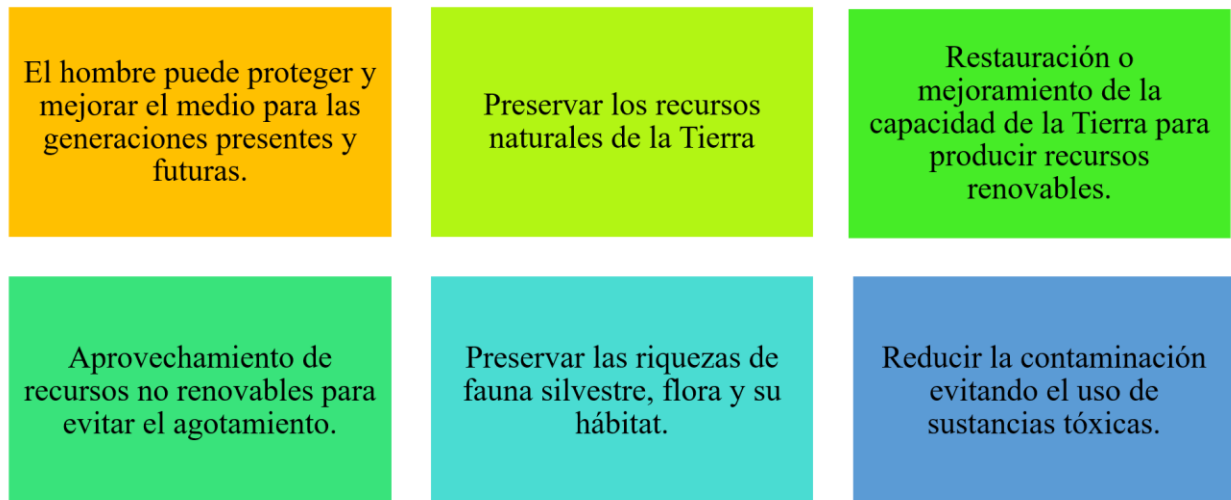 El hombre puede proteger y
mejorar el medio para las
generaciones presentes y
futuras.
Preservar los recursos
naturales de la Tierra
Restauración o
mejoramiento de la
capacidad de la Tierra para
producir recursos
renovables.
Aprovechamiento de
recursos no renovables para
evitar el agotamiento.
Preservar las riquezas de
fauna silvestre, flora y su
hábitat.
Reducir la contaminación
evitando el uso de
sustancias tóxicas.